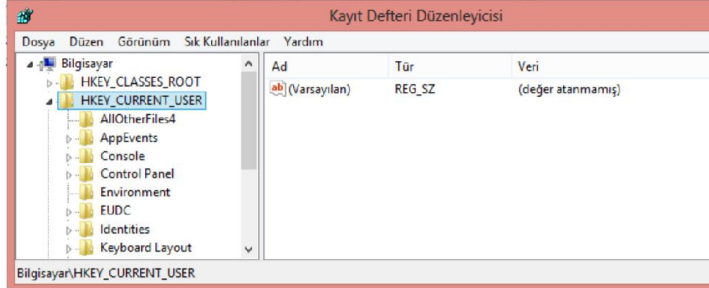 Kayıt Defteri Düzenleyicisi
Dosya Düzen Görünüm Sık Kullanılanlar Yardım
Bilgisayar
HKEY_CLASSES_ROOT
HKEY_CURRENT_USER
AllOtherFiles4
AppEvents
Console
Control Panel
Environment
EUDC
Identities
Keyboard Layout
Ad Tür Veri
ab (Varsayılan) REG_SZ (değer atanmamış)
Bilgisayar\HKEY_CURRENT_USER